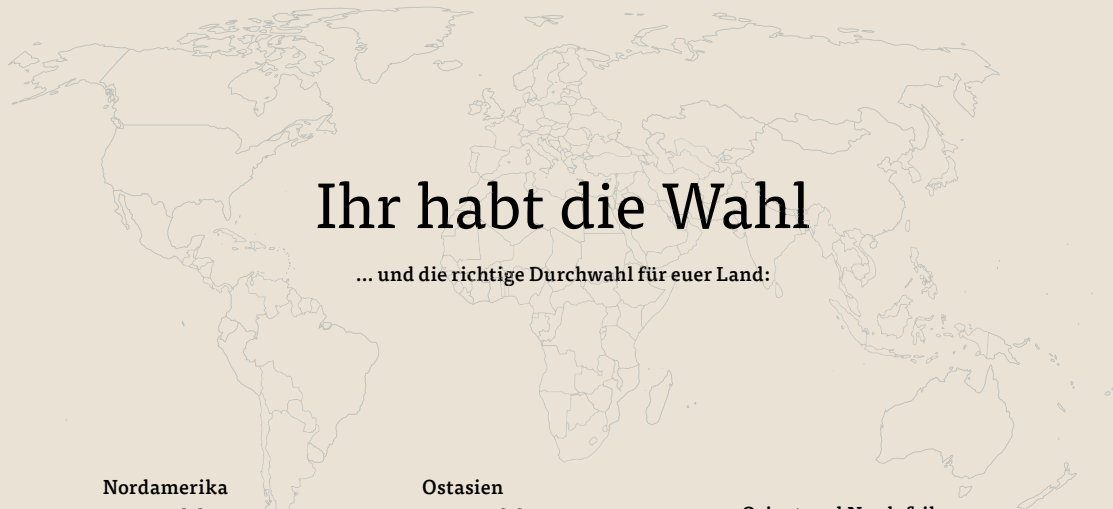 Ihr habt die Wahl
... und die richtige Durchwahl für euer Land:
Nordamerika
Ostasien